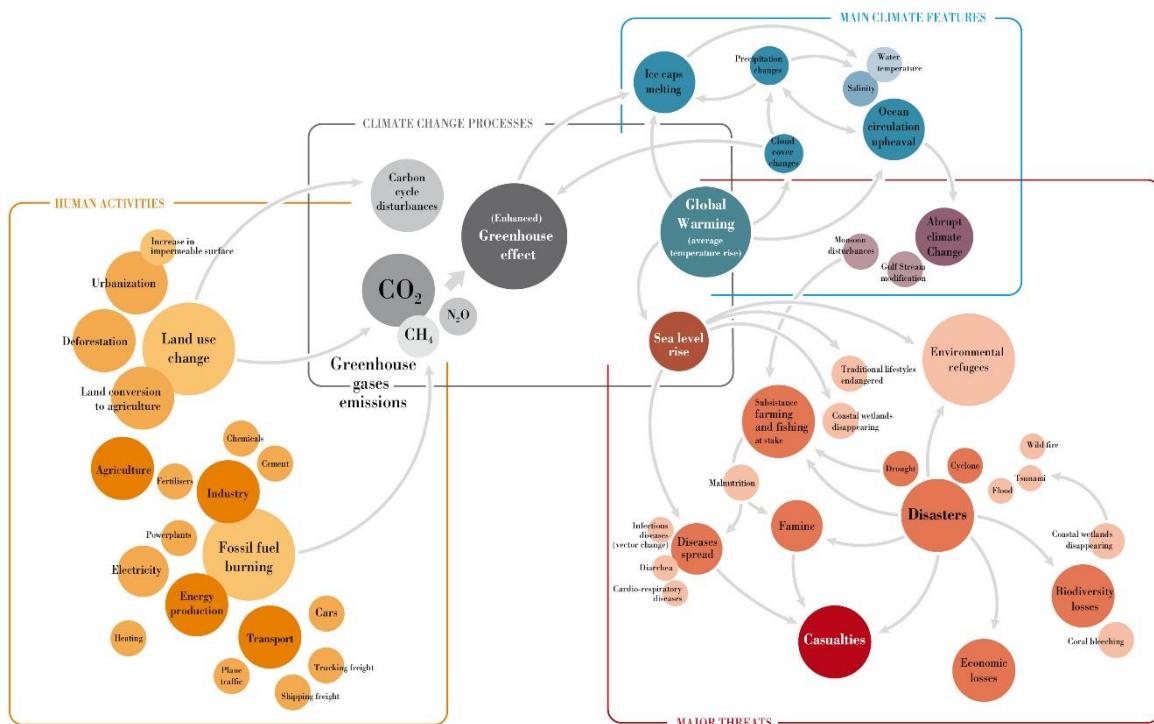 MAIN CLIMATE FEATURES
Ice caps
melting
Precipitation
changes
Water
temperature
Salinity
Ocean
circulation
upheaval
Cloud
cover
changes
CLIMATE CHANGE PROCESSES
Carbon
cycle
disturbances
(Enhanced)
Greenhouse
effect
Global
Warming
(average
temperature rise)
Abrupt
climate
Change
Monsoon
disturbances
Gulf Stream
modification
HUMAN ACTIVITIES
Increase in
impermeable surface
Urbanization
Deforestation
Land use
change
Land conversion
to agriculture
CO₂
CH₄
N₂O
Greenhouse
gases
emissions
Sea level
rise
Traditional lifestyles
endangered
Environmental
refugees
Subsistance
farming
and fishing
at stake
Coastal wetlands
disappearing
Chemicals
Cement
Agriculture
Fertilisers
Industry
Powerplants
Fossil fuel
burning
Electricity
Energy
production
Heating
Transport
Cars
Plane
traffic
Trucking freight
Shipping freight
Malnutrition
Drought
Cyclone
Wild fire
Tsunami
Flood
Disasters
Infectious
diseases
(vector change)
Diseases
spread
Diarrhea
Cardio-respiratory
diseases
Famine
Coastal wetlands
disappearing
Biodiversity
losses
Coral bleeching
Casualties
Economic
losses
MAJOR THREATS